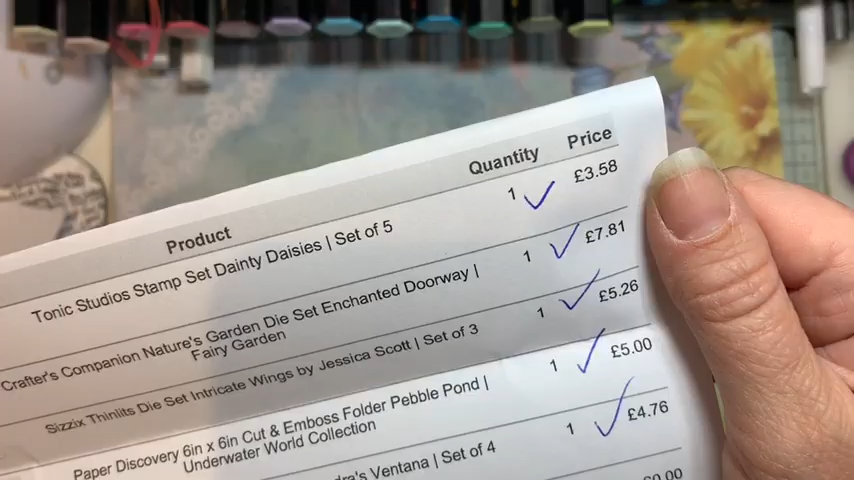 Product Quantity Price
Tonic Studios Stamp Set Dainty Daisies | Set of 5 1 £3.58
Crafter's Companion Nature's Garden Die Set Enchanted Doorway | 1 £7.81
Fairy Garden
Sizzix Thinlits Die Set Intricate Wings by Jessica Scott | Set of 3 1 £5.26
Paper Discovery 6in x 6in Cut & Emboss Folder Pebble Pond | 1 £5.00
Underwater World Collection
Ventana | Set of 4 1 £4.76
£0.00